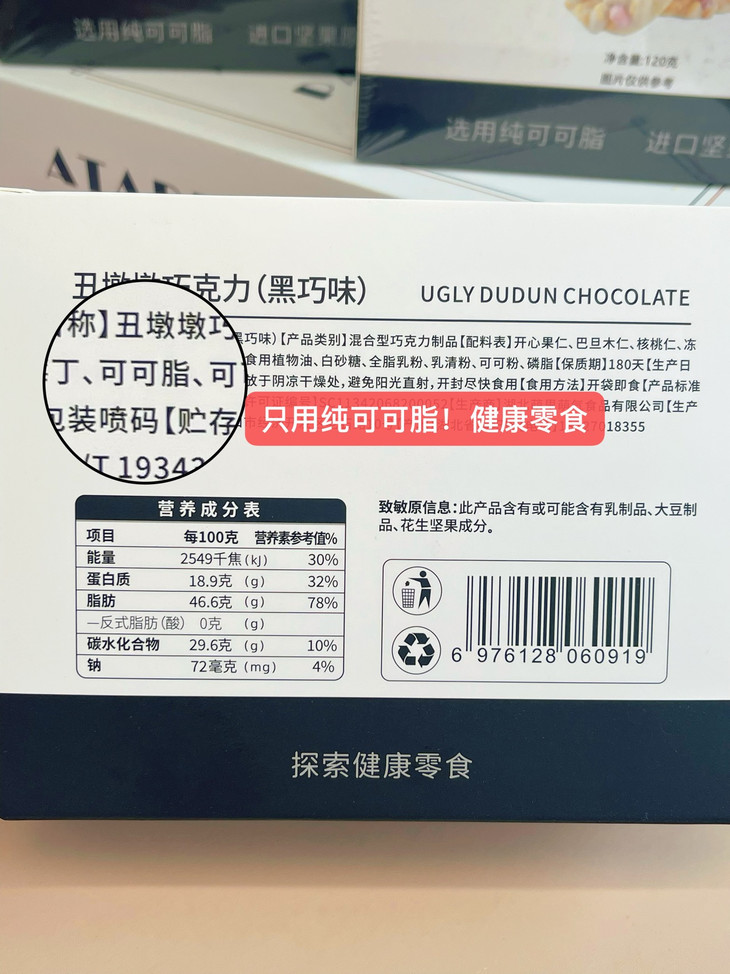 选用纯可可脂 进口坚果
净含量:120克
图片仅供参考
选用纯可可脂 进口坚
ATAR
丑墩墩巧克力(黑巧味) UGLY DUDUN CHOCOLATE
称】丑墩墩巧
丁、可可脂、可
包装喷码【贮存
/T 19343
黑巧味)【产品类别】混合型巧克力制品【配料表】开心果仁、巴旦木仁、核桃仁、冻
食用植物油、白砂糖、全脂乳粉、乳清粉、可可粉、磷脂【保质期】180天【生产日
放于阴凉干燥处,避免阳光直射,开封尽快食用【食用方法】开袋即食【产品标准
食品有限公司【生产
7018355
只用纯可可脂!健康零食
营养成分表
项目 每100克 营养素参考值%
能量 2549千焦(kJ) 30%
蛋白质 18.9克 (g) 32%
脂肪 46.6克 (g) 78%
—反式脂肪(酸) 0克 (g)
碳水化合物 29.6克 (g) 10%
钠 72毫克(mg) 4%
致敏原信息:此产品含有或可能含有乳制品、大豆制
品、花生坚果成分。
6 976128 060919
探索健康零食